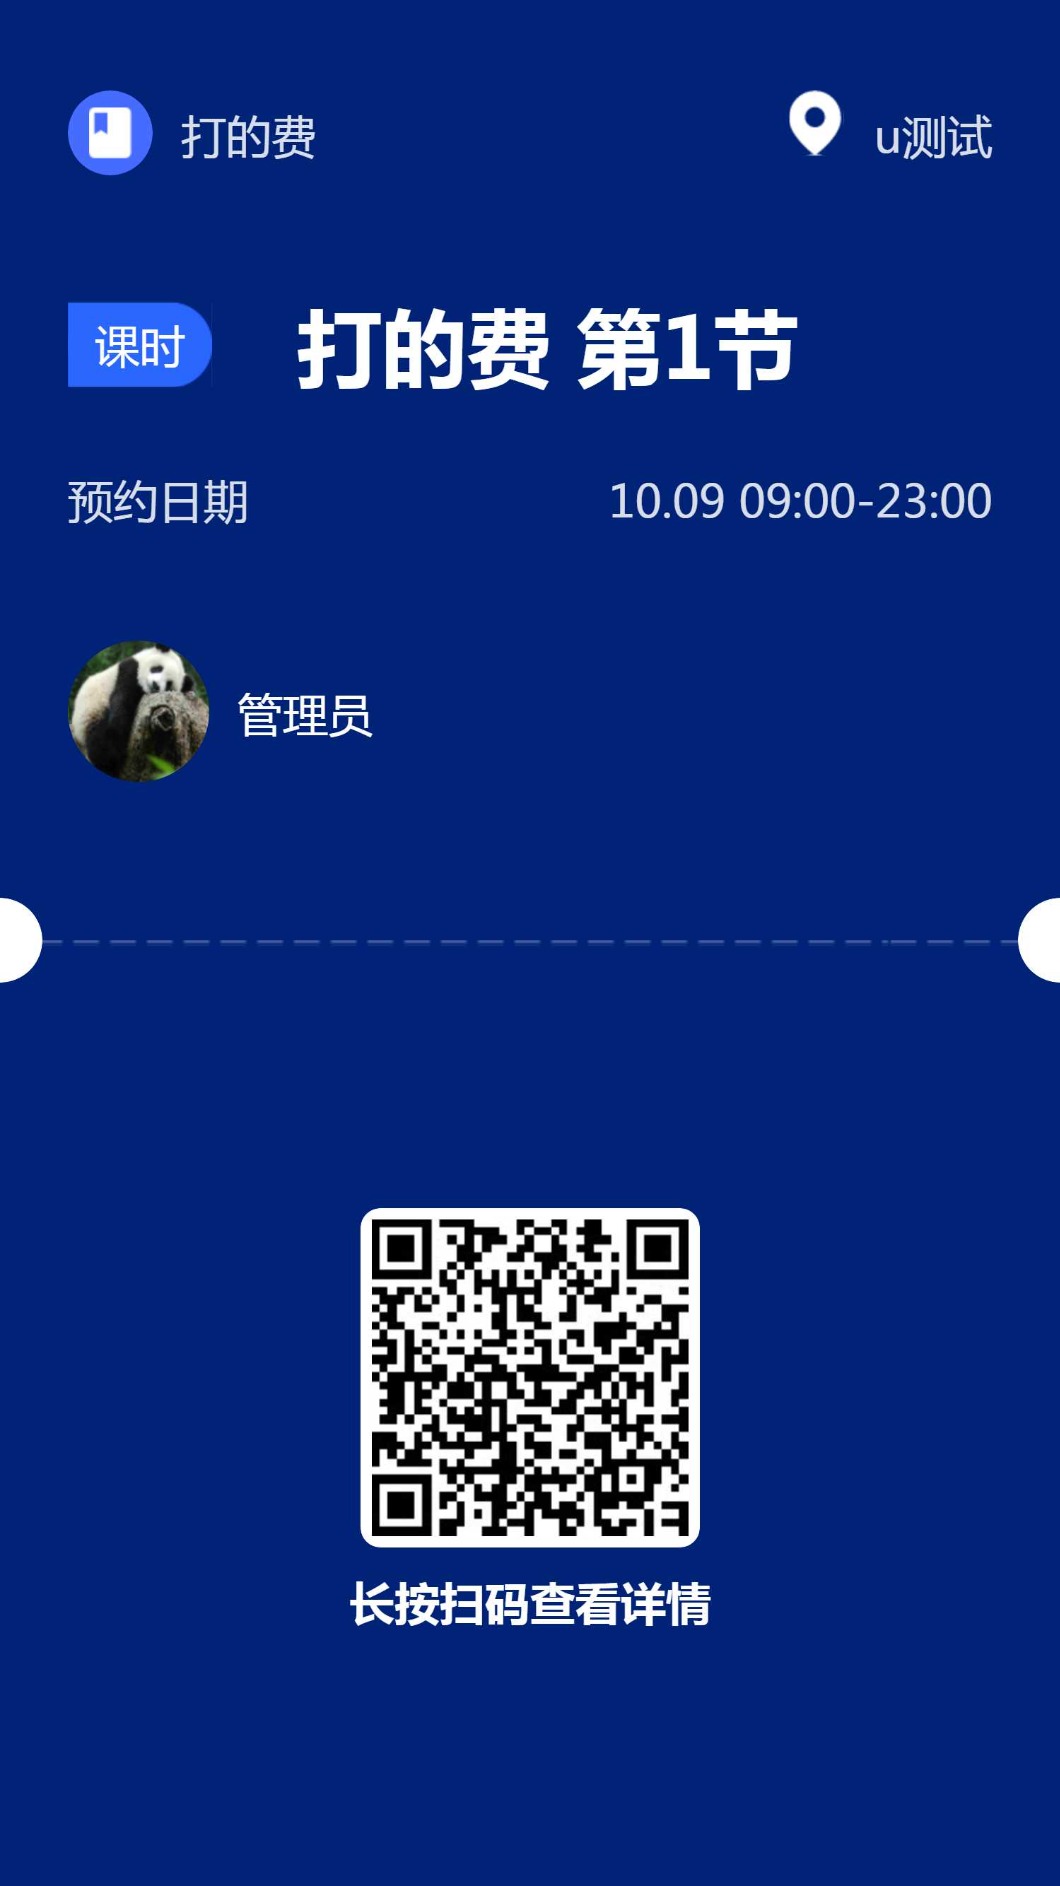 打的费
u测试
课时
打的费 第1节
预约日期
10.09 09:00-23:00
管理员
长按扫码查看详情